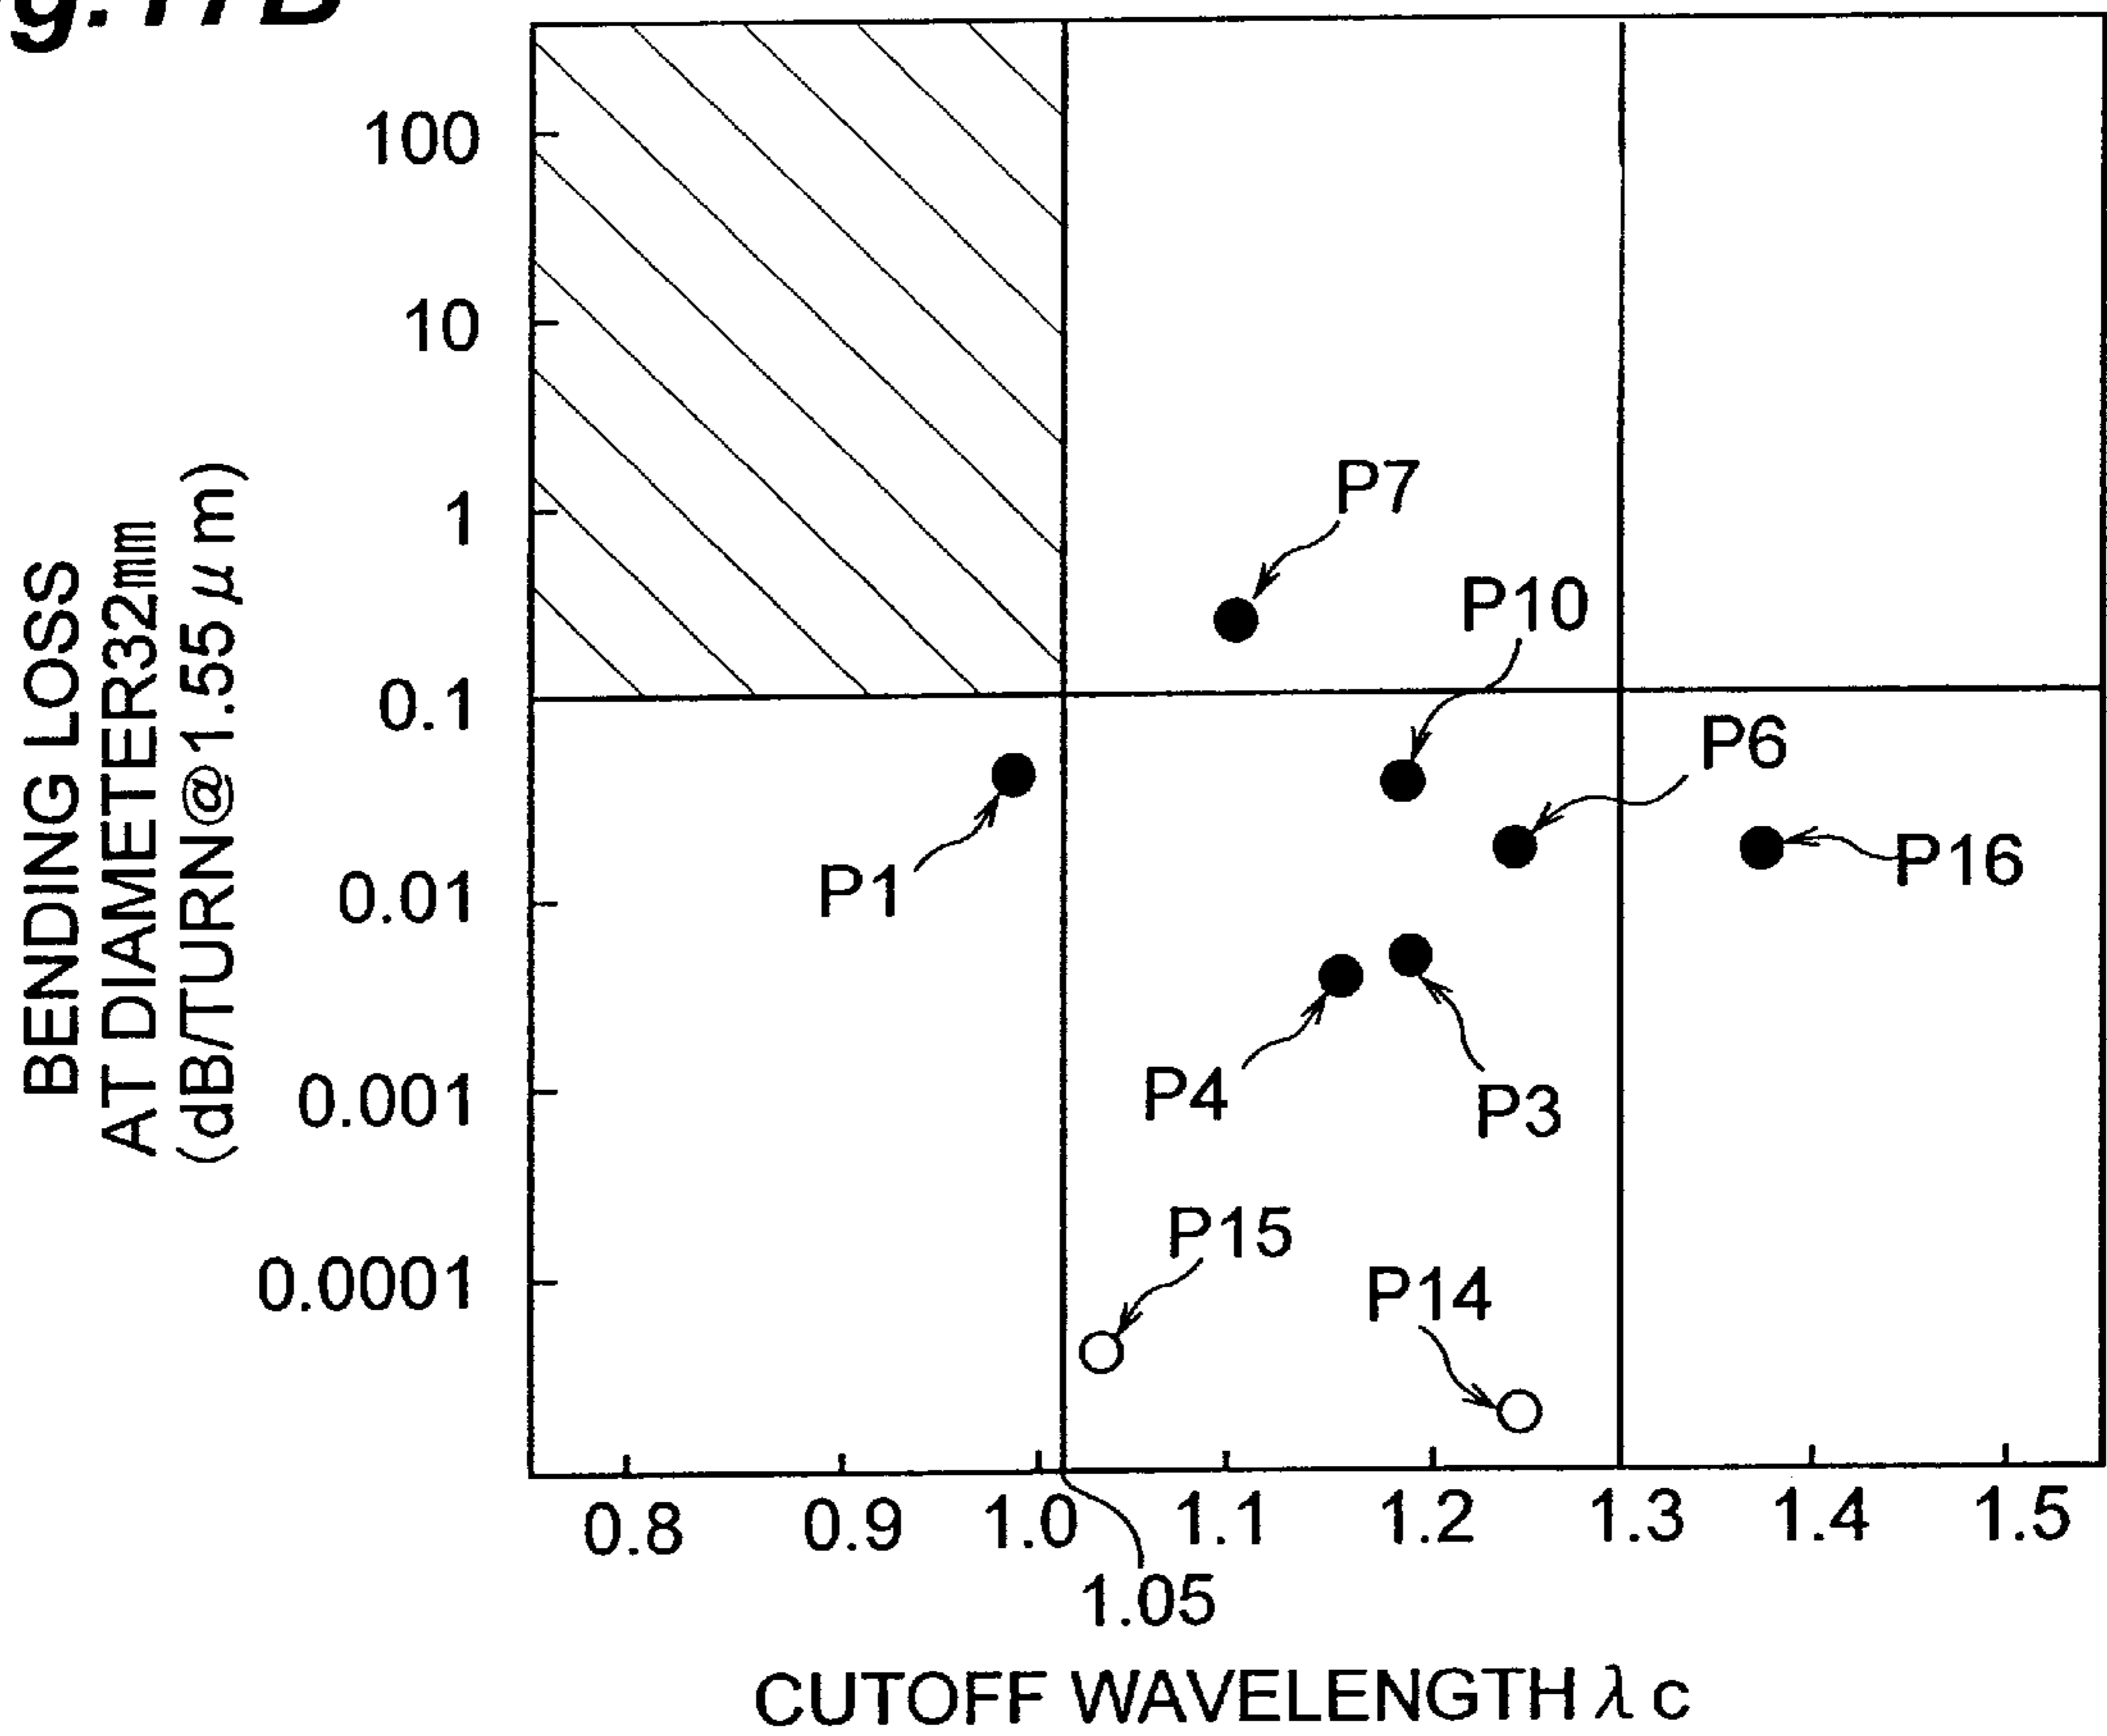 g.17B
100
10
1
0.1
0.01
0.001
0.0001
BENDING LOSS
AT DIAMETER32mm
(dB/TURN@1.55μm)
P7
P10
P6
P1
P16
P4
P3
P15
P14
0.8 0.9 1.0 1.1 1.2 1.3 1.4 1.5
1.05
CUTOFF WAVELENGTH λc